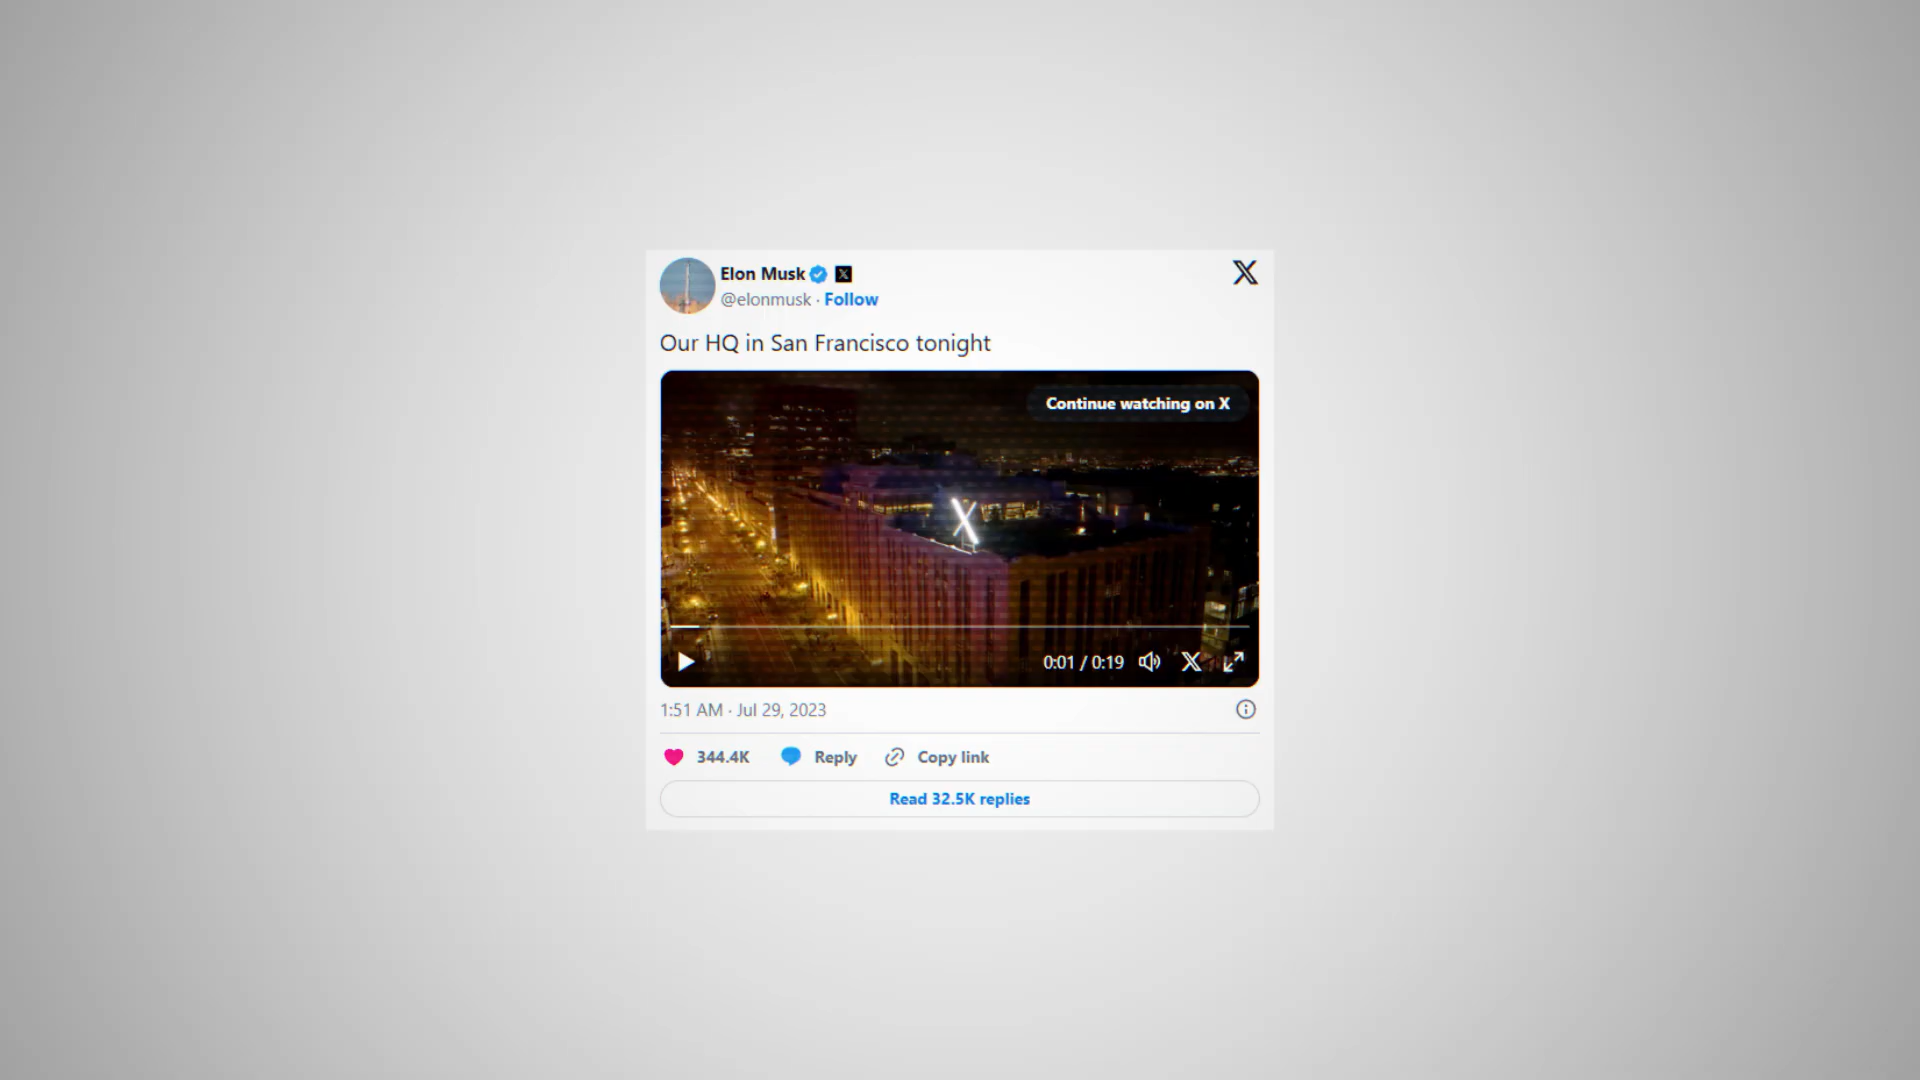 Elon Musk
@elonmusk · Follow
Our HQ in San Francisco tonight
Continue watching on X
X
0:01 / 0:19
1:51 AM · Jul 29, 2023
344.4K Reply Copy link
Read 32.5K replies